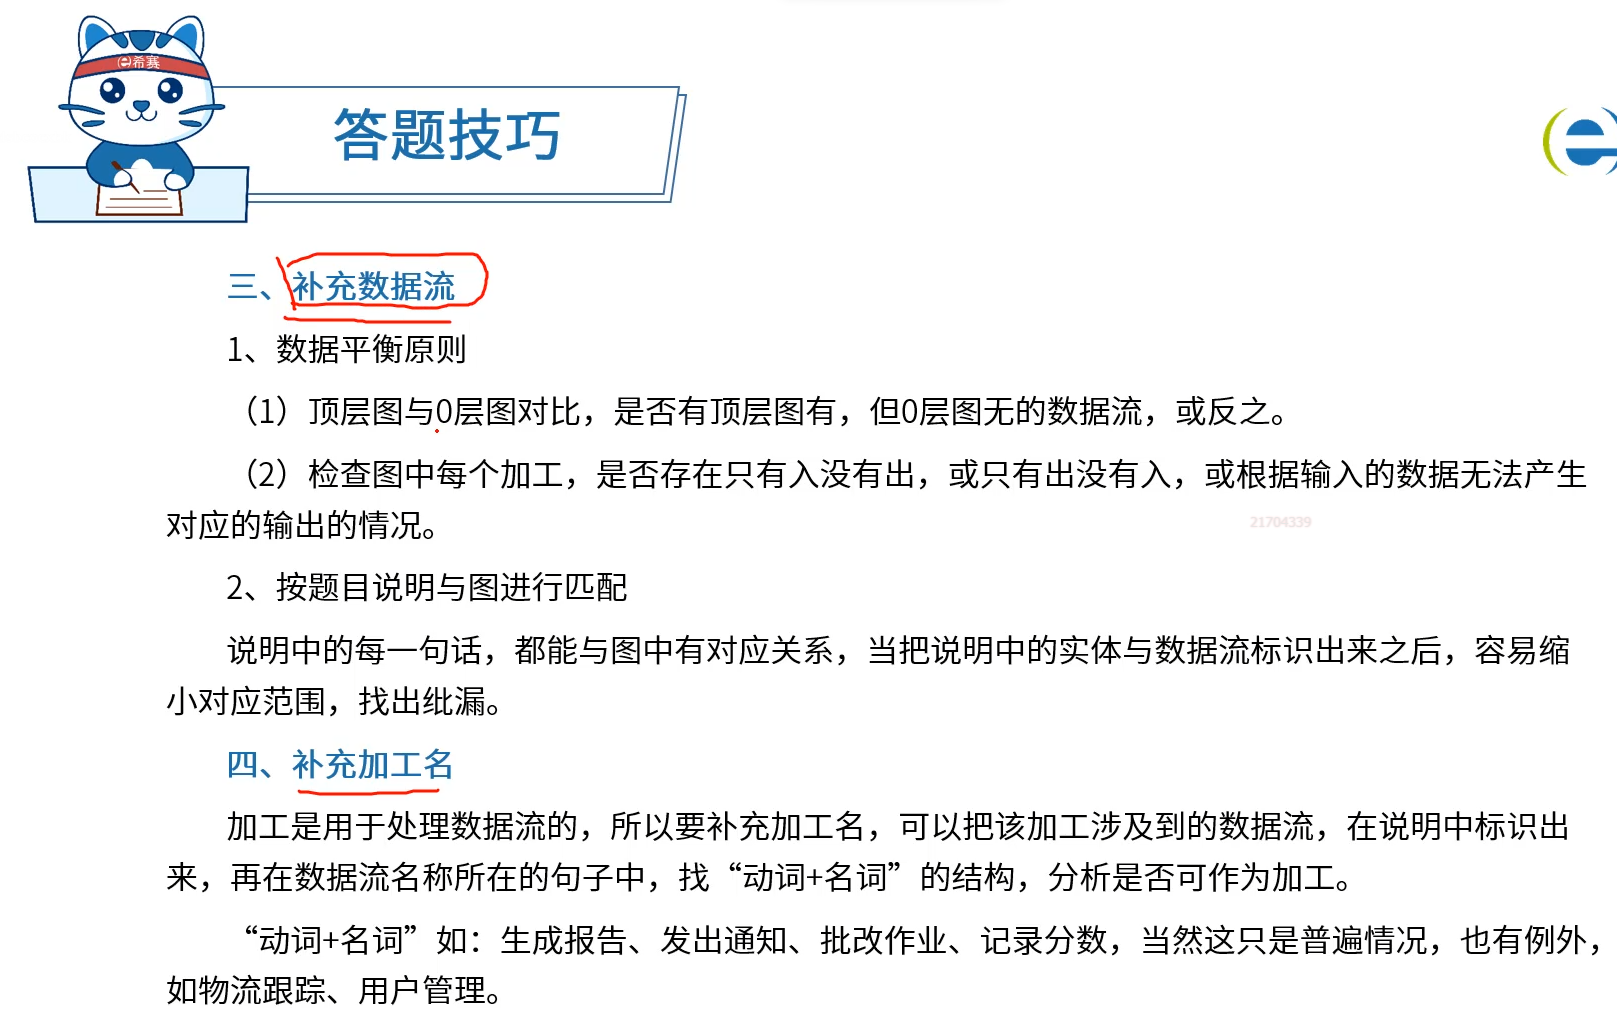 希赛
答题技巧
三、补充数据流
1、数据平衡原则
（1）顶层图与0层图对比，是否有顶层图有，但0层图无的数据流，或反之。
（2）检查图中每个加工，是否存在只有入没有出，或只有出没有入，或根据输入的数据无法产生
对应的输出的情况。
21704339
2、按题目说明与图进行匹配
说明中的每一句话，都能与图中有对应关系，当把说明中的实体与数据流标识出来之后，容易缩
小对应范围，找出纰漏。
四、补充加工名
加工是用于处理数据流的，所以要补充加工名，可以把该加工涉及到的数据流，在说明中标识出
来，再在数据流名称所在的句子中，找“动词+名词”的结构，分析是否可作为加工。
“动词+名词”如：生成报告、发出通知、批改作业、记录分数，当然这只是普遍情况，也有例外，
如物流跟踪、用户管理。